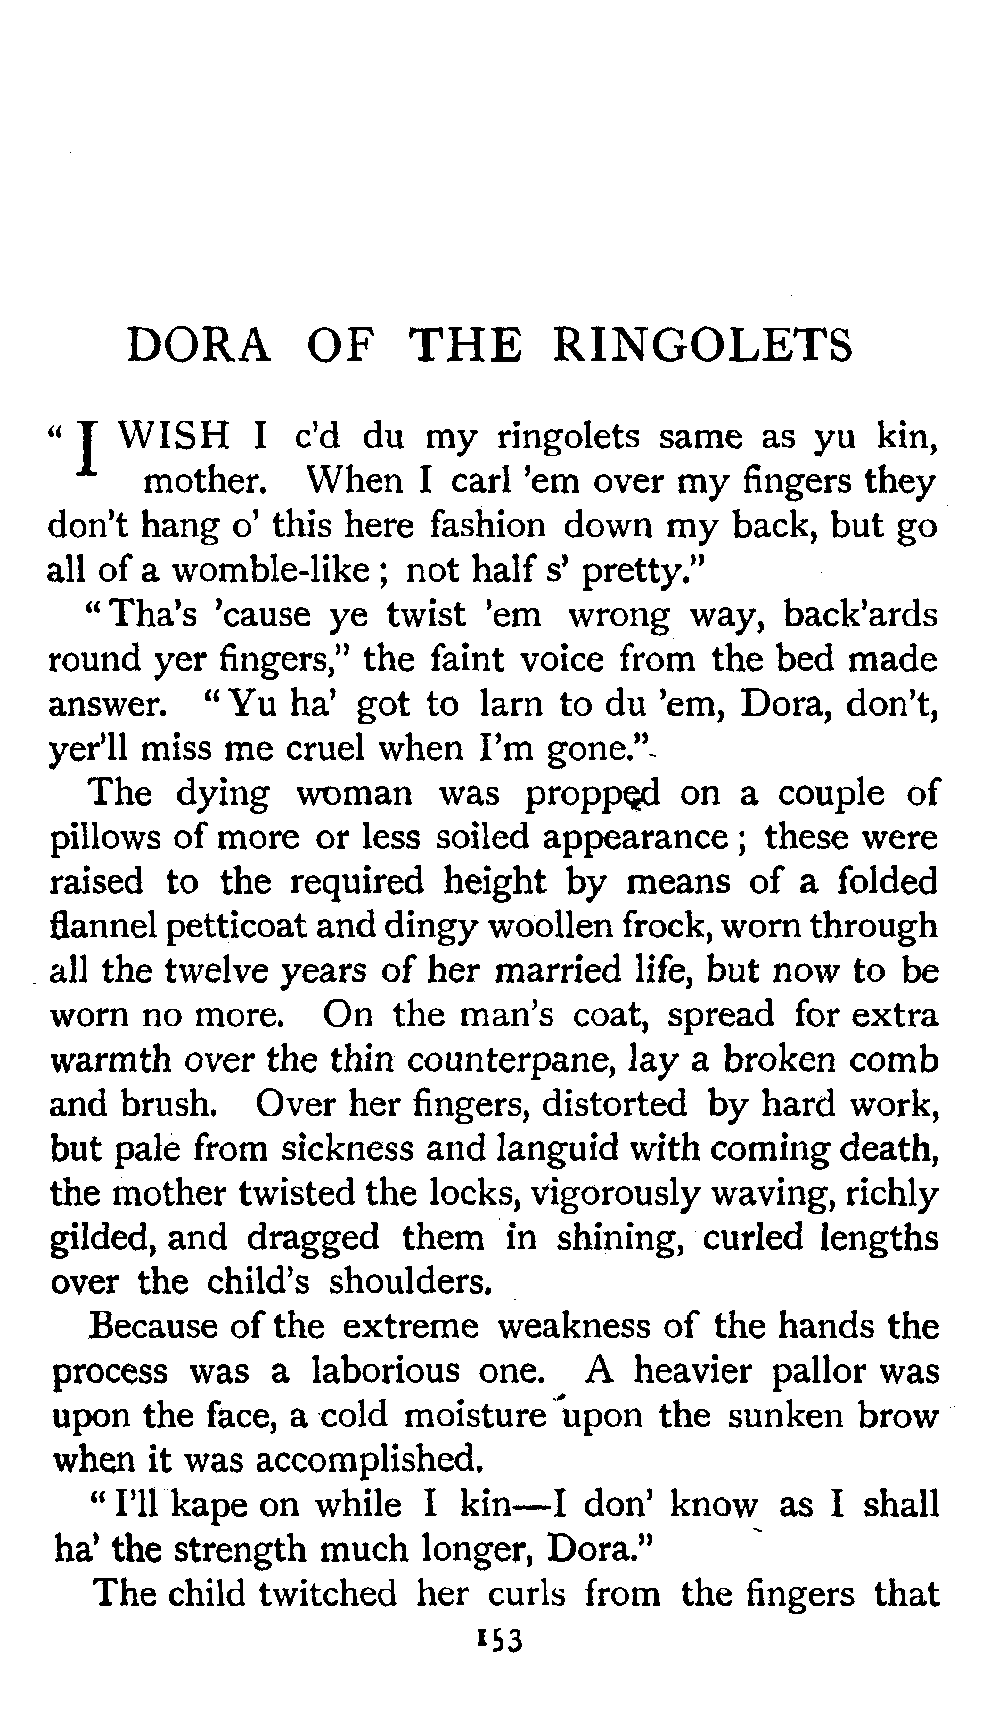 DORA OF THE RINGOLETS
“I WISH I c’d du my ringolets same as yu kin,
mother. When I carl ’em over my fingers they
don’t hang o’ this here fashion down my back, but go
all of a womble-like ; not half s’ pretty.”
“Tha’s ’cause ye twist ’em wrong way, back’ards
round yer fingers,” the faint voice from the bed made
answer. “Yu ha’ got to larn to du ’em, Dora, don’t,
yer’ll miss me cruel when I’m gone.”
The dying woman was propped on a couple of
pillows of more or less soiled appearance ; these were
raised to the required height by means of a folded
flannel petticoat and dingy woollen frock, worn through
all the twelve years of her married life, but now to be
worn no more. On the man’s coat, spread for extra
warmth over the thin counterpane, lay a broken comb
and brush. Over her fingers, distorted by hard work,
but pale from sickness and languid with coming death,
the mother twisted the locks, vigorously waving, richly
gilded, and dragged them in shining, curled lengths
over the child’s shoulders.
Because of the extreme weakness of the hands the
process was a laborious one. A heavier pallor was
upon the face, a cold moisture upon the sunken brow
when it was accomplished.
“I’ll kape on while I kin—I don’ know as I shall
ha’ the strength much longer, Dora.”
The child twitched her curls from the fingers that
153